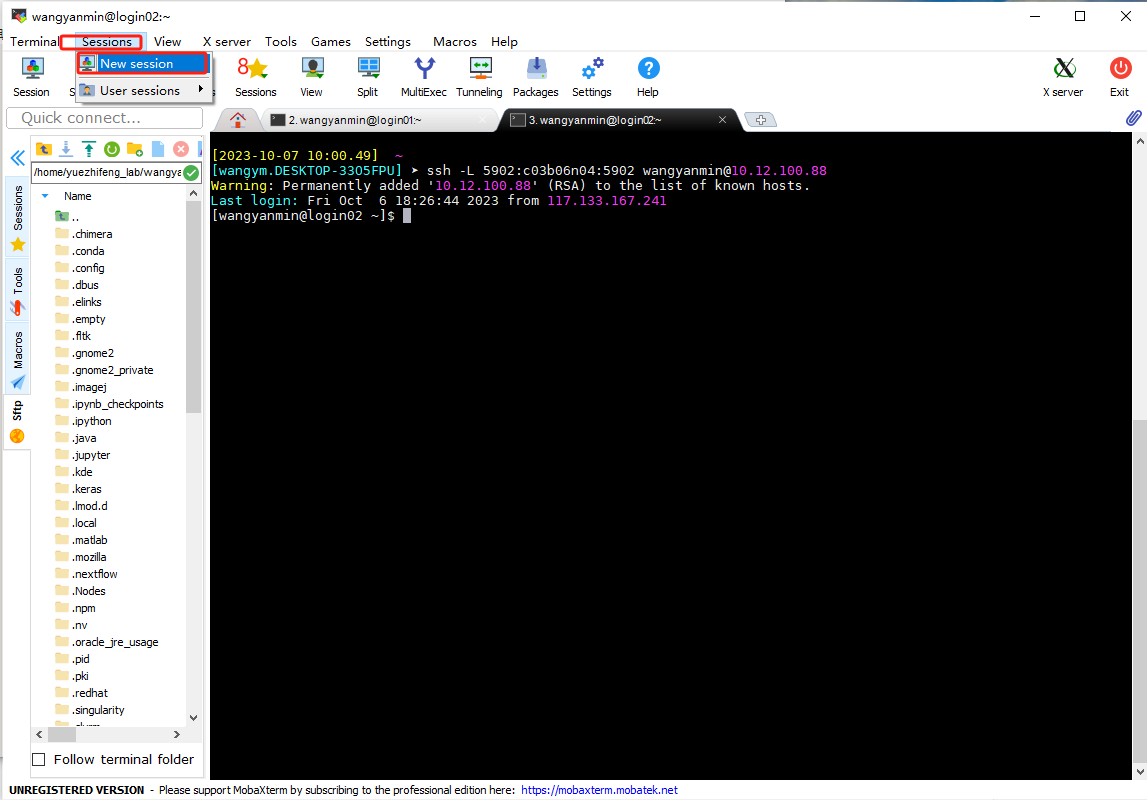 wangyanmin@login02:~
Terminal Sessions View X server Tools Games Settings Macros Help
New session
User sessions
Session Sessions View Split MultiExec Tunneling Packages Settings Help X server Exit
Quick connect...
2. wangyanmin@login01:~
3. wangyanmin@login02:~
/home/yuezhifeng_lab/wangya
Sessions
Tools
Macros
Sftp
Name
..
.chimera
.conda
.config
.dbus
.elinks
.empty
.fltk
.gnome2
.gnome2_private
.imagej
.ipynb_checkpoints
.ipython
.java
.jupyter
.kde
.keras
.lmod.d
.local
.matlab
.mozilla
.nextflow
.Nodes
.npm
.nv
.oracle_jre_usage
.pid
.pki
.redhat
.singularity
Follow terminal folder
[2023-10-07 10:00.49] ~
[wangym.DESKTOP-33O5FPU] ➤ ssh -L 5902:c03b06n04:5902 wangyanmin@10.12.100.88
Warning: Permanently added '10.12.100.88' (RSA) to the list of known hosts.
Last login: Fri Oct  6 18:26:44 2023 from 117.133.167.241
[wangyanmin@login02 ~]$
UNREGISTERED VERSION - Please support MobaXterm by subscribing to the professional edition here: https://mobaxterm.mobatek.net